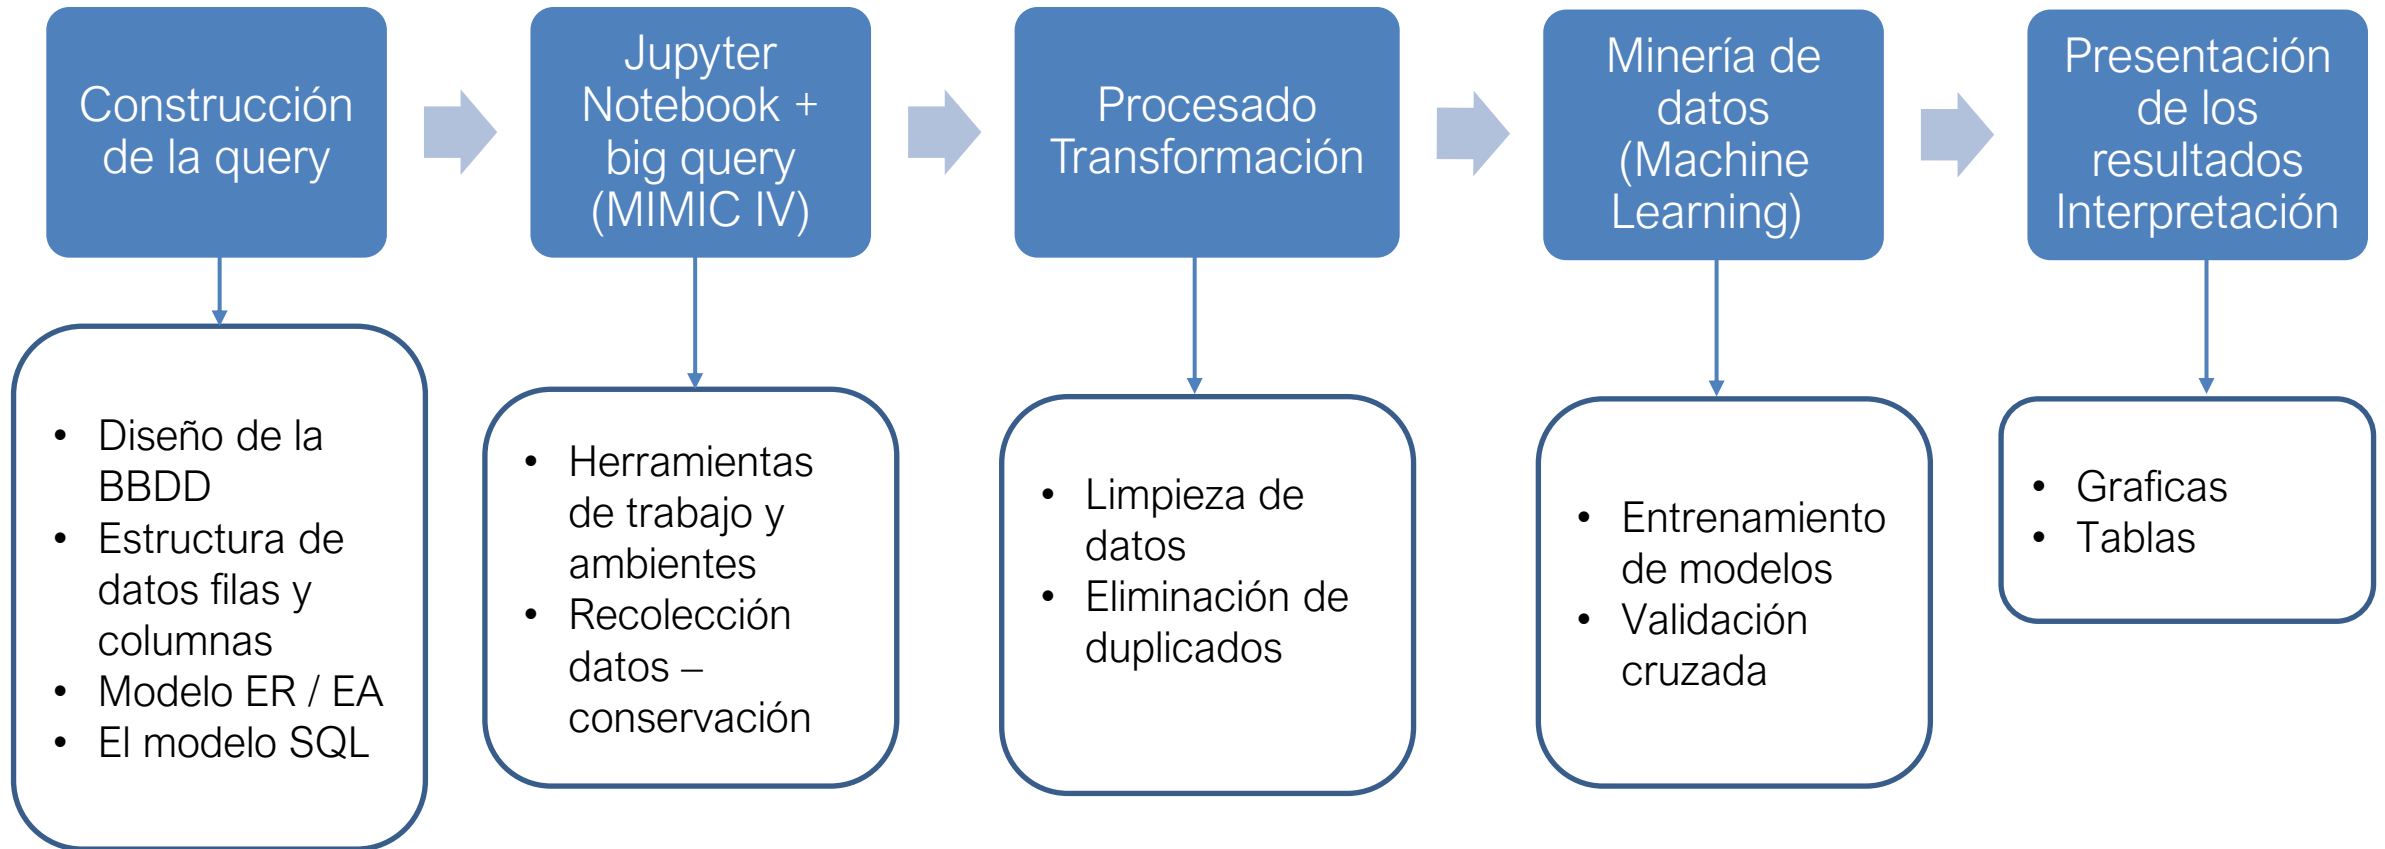 Construcción
de la query
Jupyter
Notebook +
big query
(MIMIC IV)
Procesado
Transformación
Minería de
datos
(Machine
Learning)
Presentación
de los
resultados
Interpretación
• Diseño de la
BBDD
• Estructura de
datos filas y
columnas
• Modelo ER / EA
• El modelo SQL
• Herramientas
de trabajo y
ambientes
• Recolección
datos –
conservación
• Limpieza de
datos
• Eliminación de
duplicados
• Entrenamiento
de modelos
• Validación
cruzada
• Graficas
• Tablas